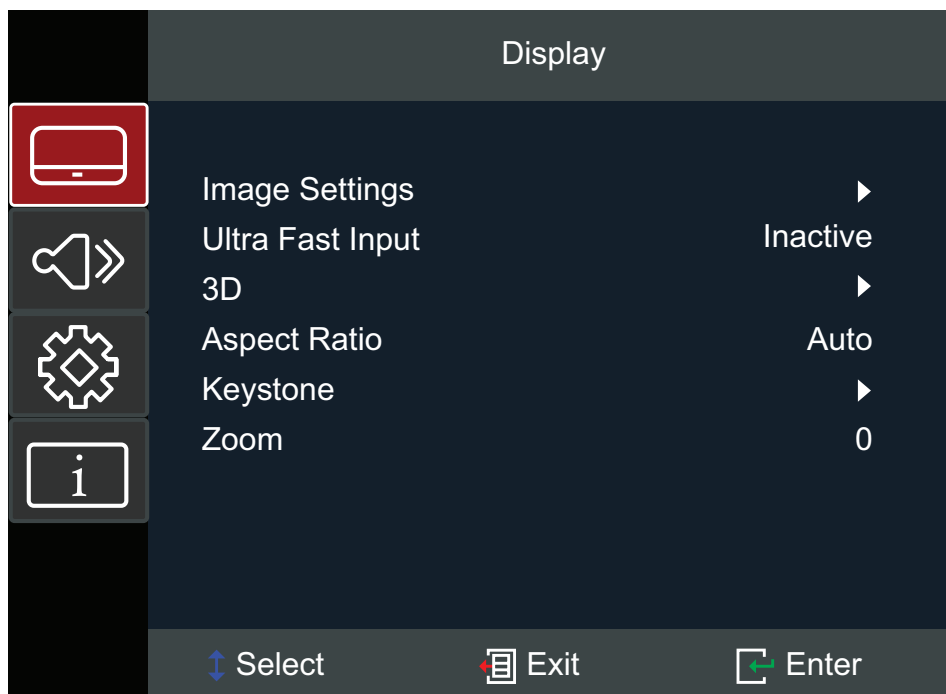 Display
Image Settings
Ultra Fast Input Inactive
3D
Aspect Ratio Auto
Keystone
Zoom 0
i
Select Exit Enter